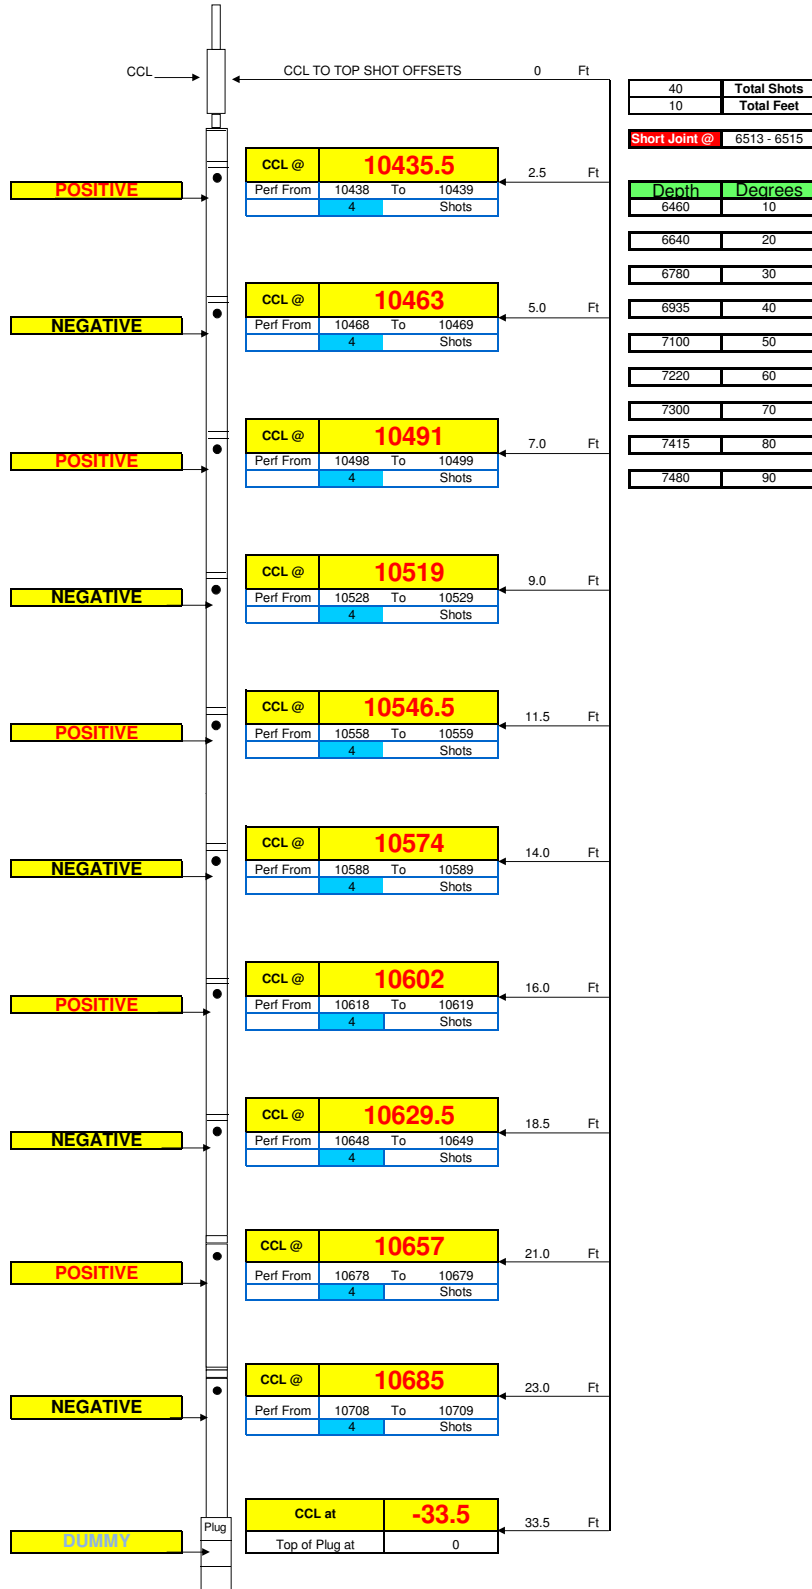 CCL
CCL TO TOP SHOT OFFSETS 0 Ft
40 Total Shots
10 Total Feet
Short Joint @ 6513 - 6515
Depth Degrees
6460 10
6640 20
6780 30
6935 40
7100 50
7220 60
7300 70
7415 80
7480 90
CCL @ 10435.5
2.5 Ft
POSITIVE
Perf From 10438 To 10439
4 Shots
CCL @ 10463
5.0 Ft
NEGATIVE
Perf From 10468 To 10469
4 Shots
CCL @ 10491
7.0 Ft
POSITIVE
Perf From 10498 To 10499
4 Shots
CCL @ 10519
9.0 Ft
NEGATIVE
Perf From 10528 To 10529
4 Shots
CCL @ 10546.5
11.5 Ft
POSITIVE
Perf From 10558 To 10559
4 Shots
CCL @ 10574
14.0 Ft
NEGATIVE
Perf From 10588 To 10589
4 Shots
CCL @ 10602
16.0 Ft
POSITIVE
Perf From 10618 To 10619
4 Shots
CCL @ 10629.5
18.5 Ft
NEGATIVE
Perf From 10648 To 10649
4 Shots
CCL @ 10657
21.0 Ft
POSITIVE
Perf From 10678 To 10679
4 Shots
CCL @ 10685
23.0 Ft
NEGATIVE
Perf From 10708 To 10709
4 Shots
Plug
CCL at -33.5
33.5 Ft
DUMMY
Top of Plug at 0